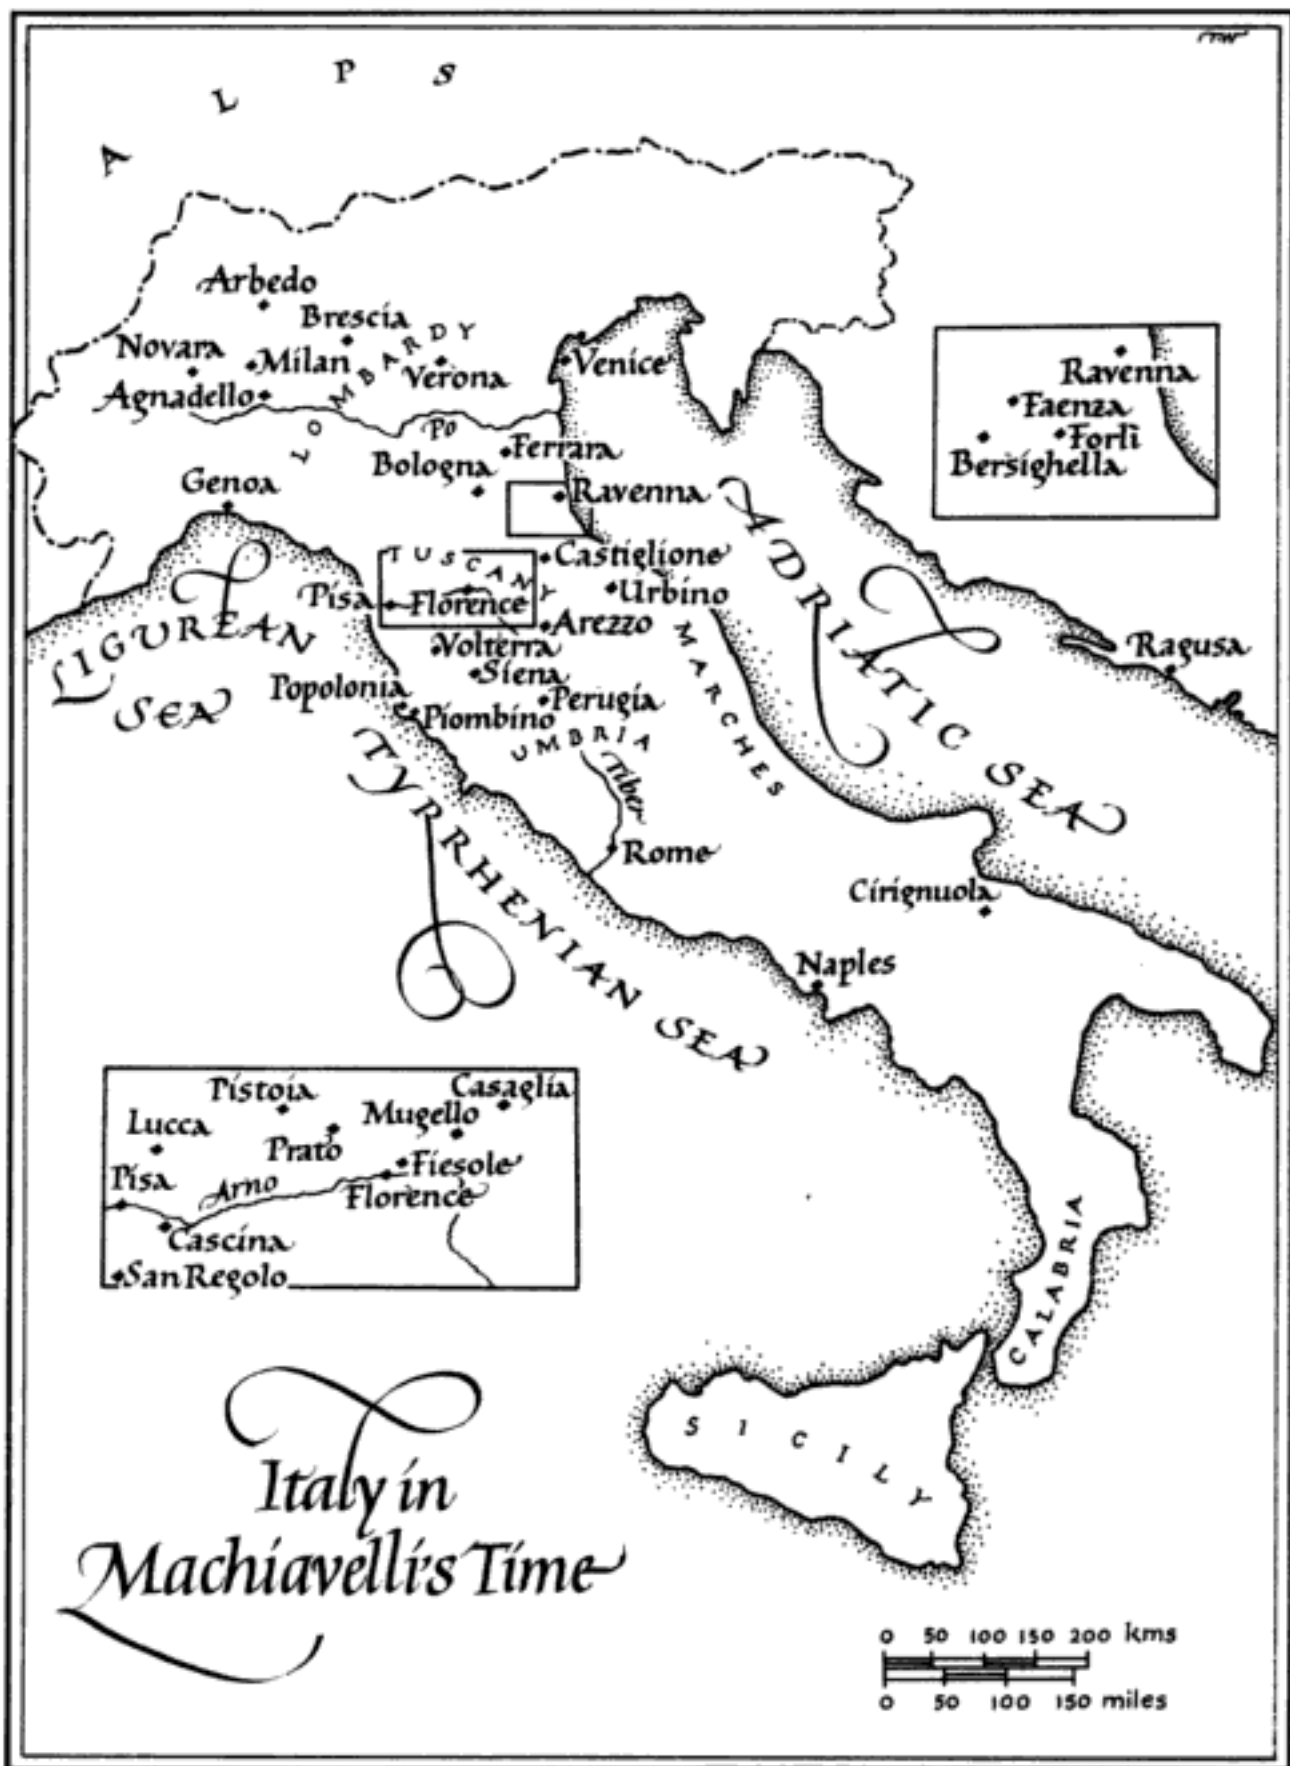 TW
ALPS
Arbedo
Brescia
LOMBARDY
Novara
Milan
Verona
Venice
Agnadello
Po
Ferrara
Bologna
Genoa
Ravenna
TUSCANY
Castiglione
Pisa
Florence
Urbino
Arezzo
Volterra
Siena
Popolonia
Perugia
Piombino
UMBRIA
MARCHES
Tiber
Rome
Cirignuola
Naples
Ragusa
LIGUREAN
SEA
ADRIATIC SEA
TYRRHENIAN SEA
Ravenna
Faenza
Forlì
Bersighella
Casaglia
Pistoia
Mugello
Lucca
Prato
Fiesole
Pisa
Arno
Florence
Cascina
San Regolo
CALABRIA
SICILY
Italy in
Machiavelli's Time
0 50 100 150 200 kms
0 50 100 150 miles